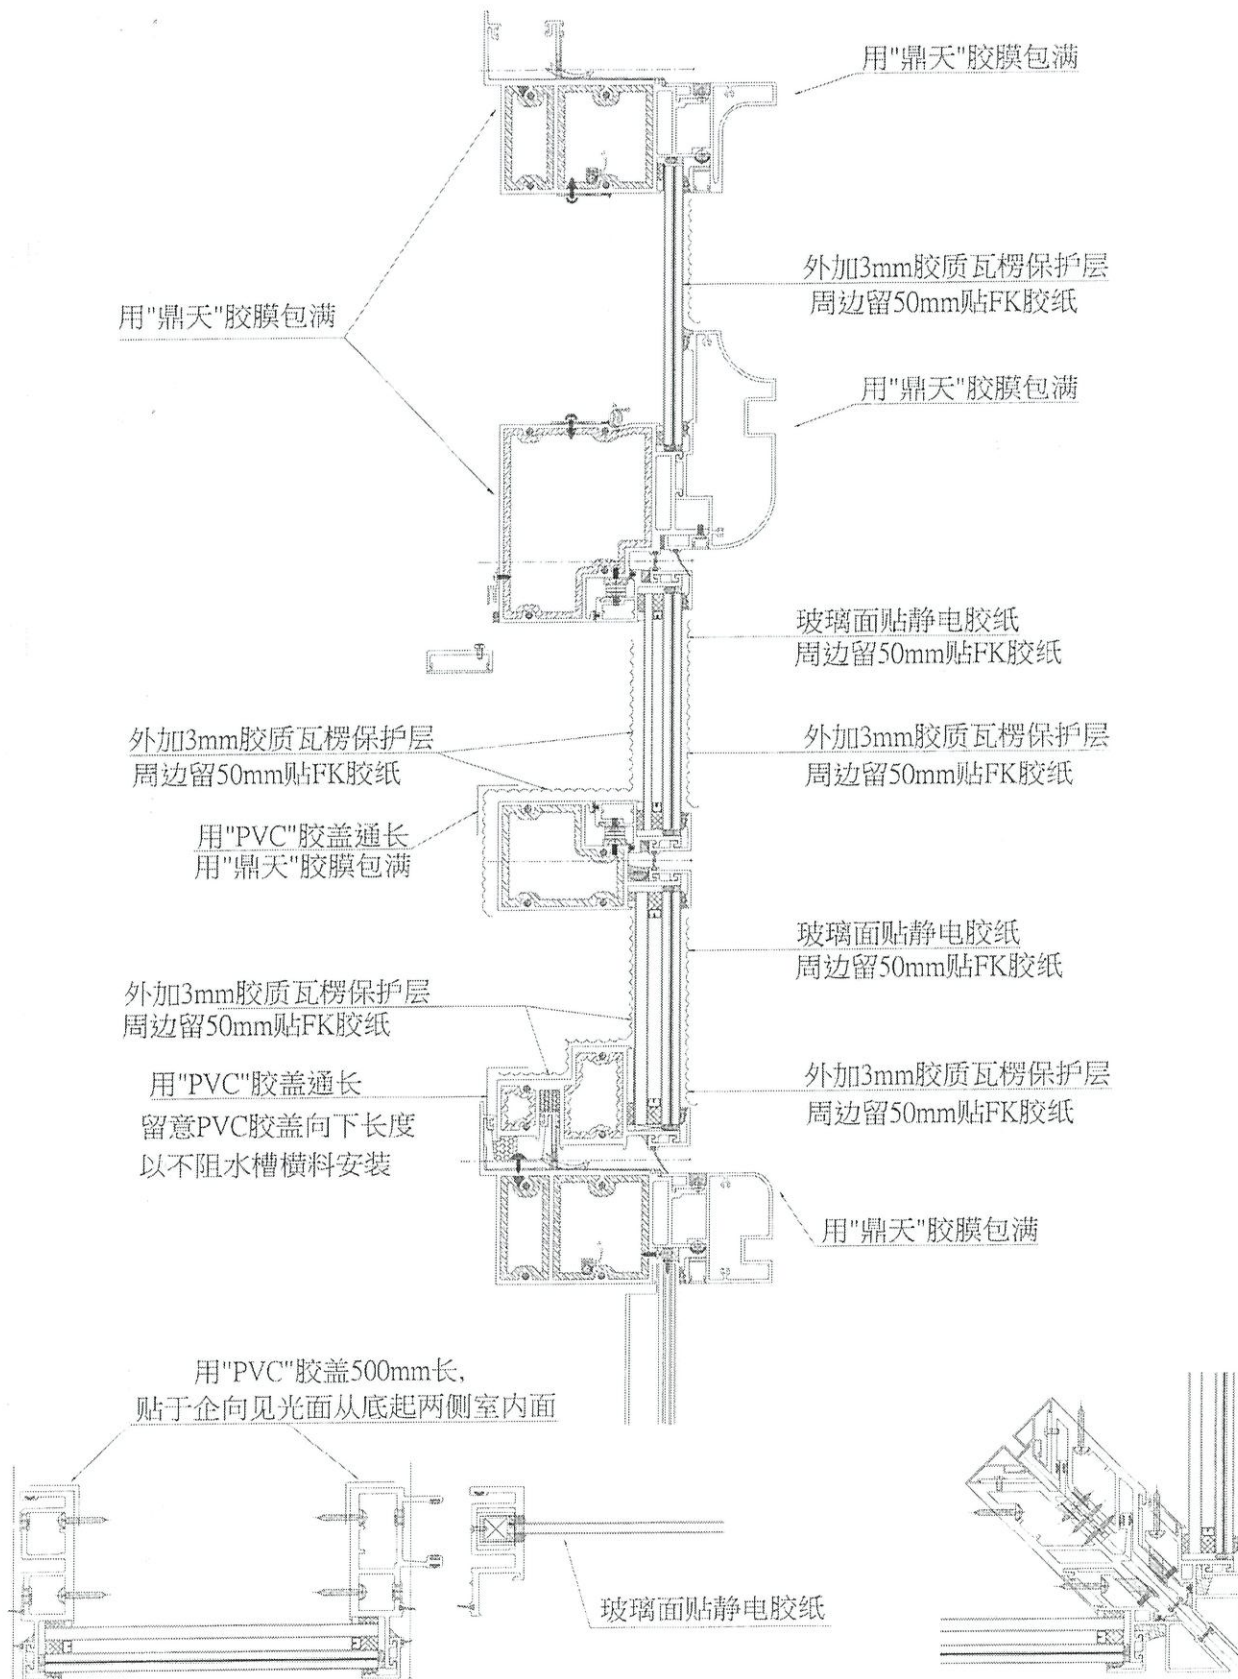 用"鼎天"胶膜包满
外加3mm胶质瓦楞保护层
周边留50mm贴FK胶纸
用"鼎天"胶膜包满
用"鼎天"胶膜包满
玻璃面贴静电胶纸
周边留50mm贴FK胶纸
外加3mm胶质瓦楞保护层
周边留50mm贴FK胶纸
外加3mm胶质瓦楞保护层
周边留50mm贴FK胶纸
用"PVC"胶盖通长
用"鼎天"胶膜包满
玻璃面贴静电胶纸
周边留50mm贴FK胶纸
外加3mm胶质瓦楞保护层
周边留50mm贴FK胶纸
用"PVC"胶盖通长
留意PVC胶盖向下长度
以不阻水槽横料安装
外加3mm胶质瓦楞保护层
周边留50mm贴FK胶纸
用"鼎天"胶膜包满
用"PVC"胶盖500mm长,
贴于企向见光面从底起两侧室内面
玻璃面贴静电胶纸